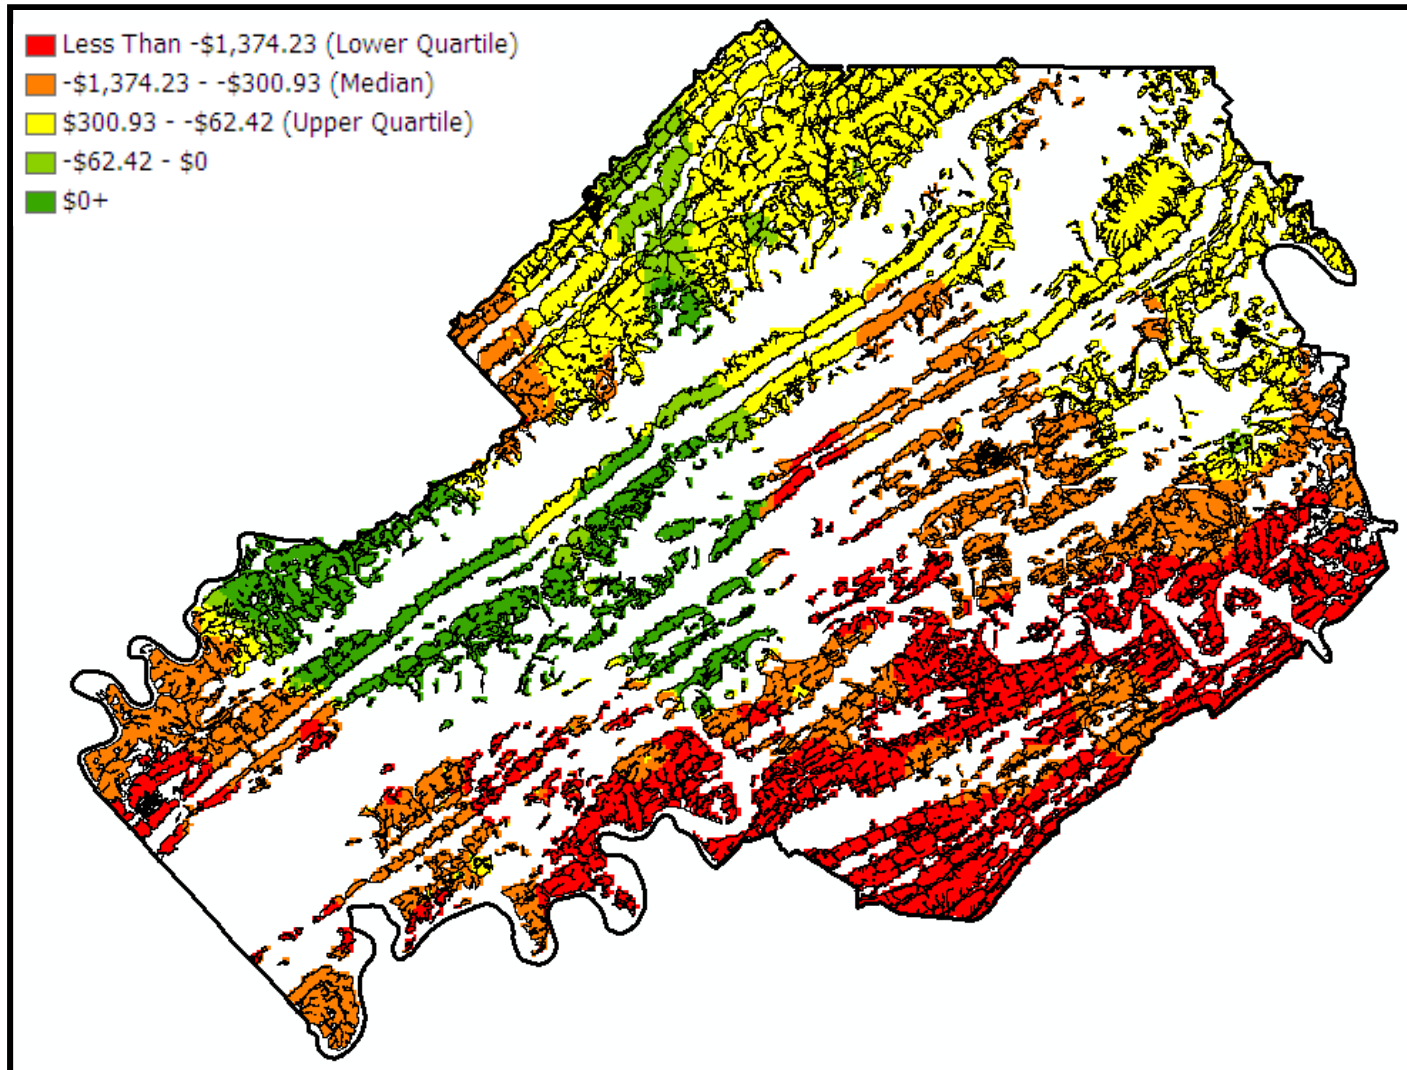 Less Than -$1,374.23 (Lower Quartile)
-$1,374.23 - -$300.93 (Median)
$300.93 - -$62.42 (Upper Quartile)
-$62.42 - $0
$0+